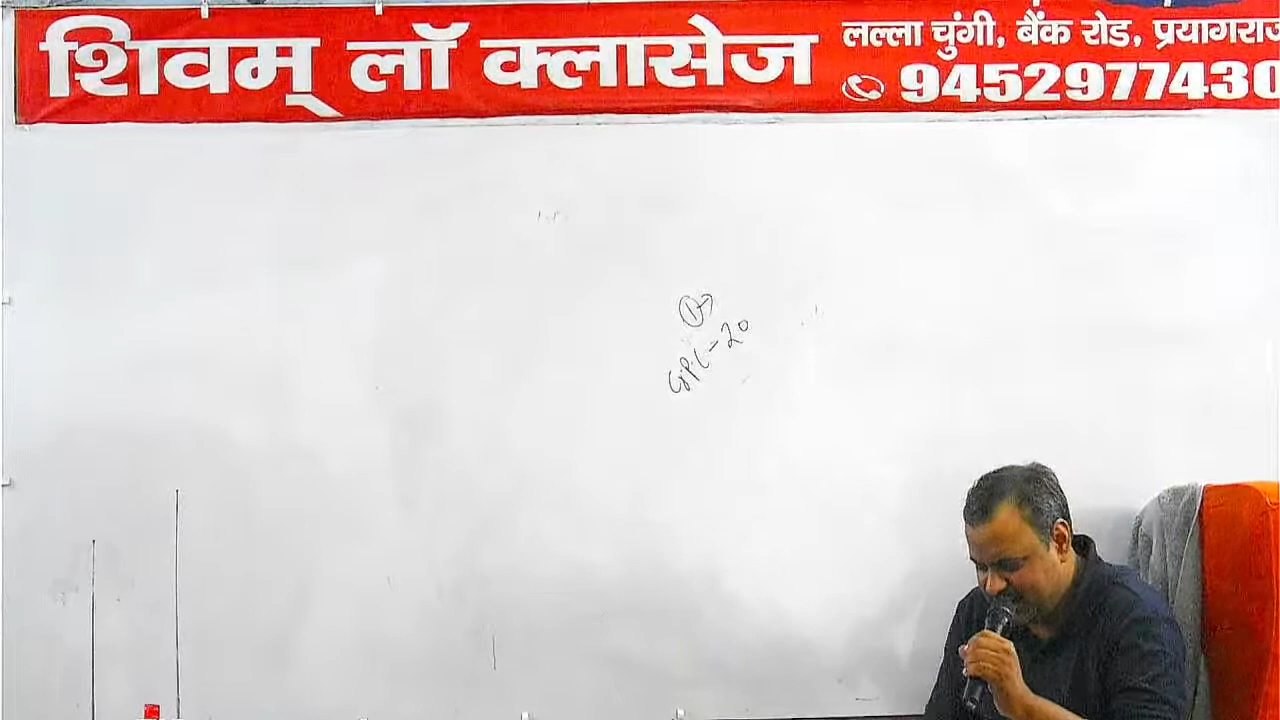 शिवम् लॉ क्लासेज
लल्ला चुंगी, बैंक रोड, प्रयागराज
9452977430
CPC-20